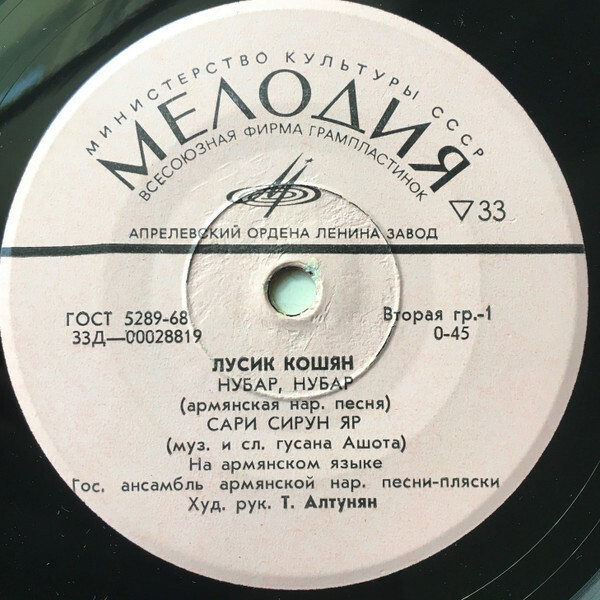 МИНИСТЕРСТВО КУЛЬТУРЫ СССР
МЕЛОДИЯ
ВСЕСОЮЗНАЯ ФИРМА ГРАМПЛАСТИНОК
▽33
АПРЕЛЕВСКИЙ ОРДЕНА ЛЕНИНА ЗАВОД
ГОСТ 5289-68 Вторая гр.-1
33Д—00028819 0-45
ЛУСИК КОШЯН
НУБАР, НУБАР
(армянская нар. песня)
САРИ СИРУН ЯР
(муз. и сл. гусана Ашота)
На армянском языке
Гос. ансамбль армянской нар. песни-пляски
Худ. рук. Т. Алтунян